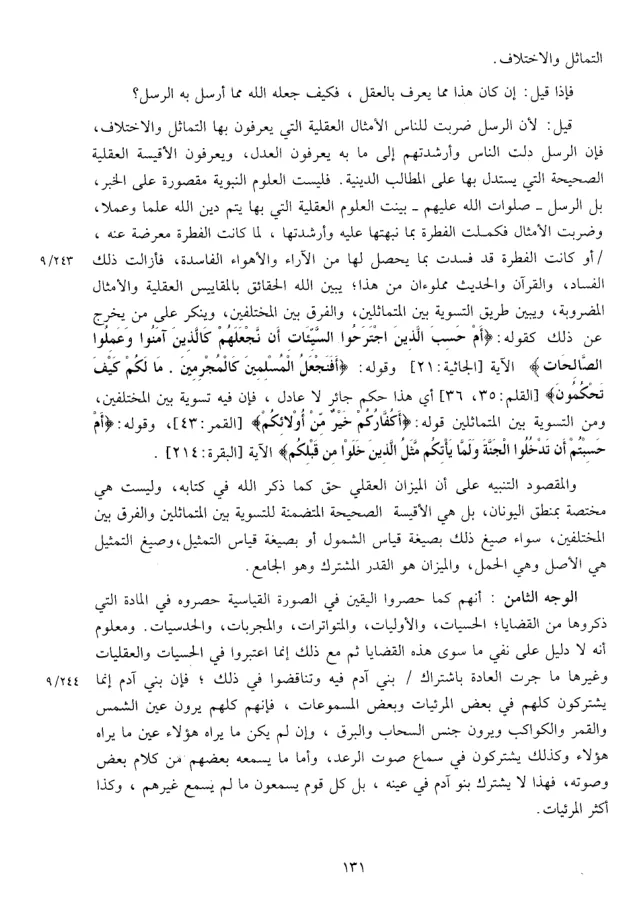 التماثل والاختلاف.
فإذا قيل: إن كان هذا مما يعرف بالعقل ، فكيف جعله الله مما أرسل به الرسل؟
قيل: لأن الرسل ضربت للناس الأمثال العقلية التي يعرفون بها التماثل والاختلاف،
فإن الرسل دلت الناس وأرشدتهم إلى ما به يعرفون العدل، ويعرفون الأقيسة العقلية
الصحيحة التي يستدل بها على المطالب الدينية. فليست العلوم النبوية مقصورة على الخبر،
بل الرسل ـ صلوات الله عليهم ـ بينت العلوم العقلية التي بها يتم دين الله علما وعملا،
وضربت الأمثال فكملت الفطرة بما نبهتها عليه وأرشدتها ، لما كانت الفطرة معرضة عنه ،
/ أو كانت الفطرة قد فسدت بما يحصل لها من الآراء والأهواء الفاسدة، فأزالت ذلك ٩/٢٤٣
الفساد، والقرآن والحديث مملوءان من هذا؛ يبين الله الحقائق بالمقاييس العقلية والأمثال
المضروبة، ويبين طريق التسوية بين المتماثلين، والفرق بين المختلفين، وينكر على من يخرج
عن ذلك كقوله: ﴿أَمْ حَسِبَ الَّذِينَ اجْتَرَحُوا السَّيِّئَاتِ أَن نَّجْعَلَهُمْ كَالَّذِينَ آمَنُوا وَعَمِلُوا
الصَّالِحَاتِ﴾ الآية [الجاثية:٢١] وقوله: ﴿أَفَنَجْعَلُ الْمُسْلِمِينَ كَالْمُجْرِمِينَ . مَا لَكُمْ كَيْفَ
تَحْكُمُونَ﴾ [القلم:٣٥، ٣٦] أي هذا حكم جائر لا عادل ، فإن فيه تسوية بين المختلفين،
ومن التسوية بين المتماثلين قوله: ﴿أَكُفَّارُكُمْ خَيْرٌ مِّنْ أُوْلَائِكُمْ﴾ [القمر:٤٣]، وقوله: ﴿أَمْ
حَسِبْتُمْ أَن تَدْخُلُوا الْجَنَّةَ وَلَمَّا يَأْتِكُم مَّثَلُ الَّذِينَ خَلَوْا مِن قَبْلِكُم﴾ الآية [البقرة:٢١٤] .
والمقصود التنبيه على أن الميزان العقلي حق كما ذكر الله في كتابه، وليست هي
مختصة بمنطق اليونان، بل هي الأقيسة الصحيحة المتضمنة للتسوية بين المتماثلين والفرق بين
المختلفين، سواء صيغ ذلك بصيغة قياس الشمول أو بصيغة قياس التمثيل، وصيغ التمثيل
هي الأصل وهي الحمل، والميزان هو القدر المشترك وهو الجامع.
الوجه الثامن : أنهم كما حصروا اليقين في الصورة القياسية حصروه في المادة التي
ذكروها من القضايا؛ الحسيات، والأوليات، والمتواترات، والمجربات، والحدسيات. ومعلوم
أنه لا دليل على نفي ما سوى هذه القضايا ثم مع ذلك إنما اعتبروا في الحسيات والعقليات
وغيرها ما جرت العادة باشتراك / بني آدم فيه وتناقضوا في ذلك ؛ فإن بني آدم إنما ٩/٢٤٤
يشتركون كلهم في بعض المرئيات وبعض المسموعات ، فإنهم كلهم يرون عين الشمس
والقمر والكواكب ويرون جنس السحاب والبرق ، وإن لم يكن ما يراه هؤلاء عين ما يراه
هؤلاء وكذلك يشتركون في سماع صوت الرعد، وأما ما يسمعه بعضهم من كلام بعض
وصوته، فهذا لا يشترك بنو آدم في عينه ، بل كل قوم يسمعون ما لم يسمع غيرهم ، وكذا
أكثر المرئيات.
١٣١